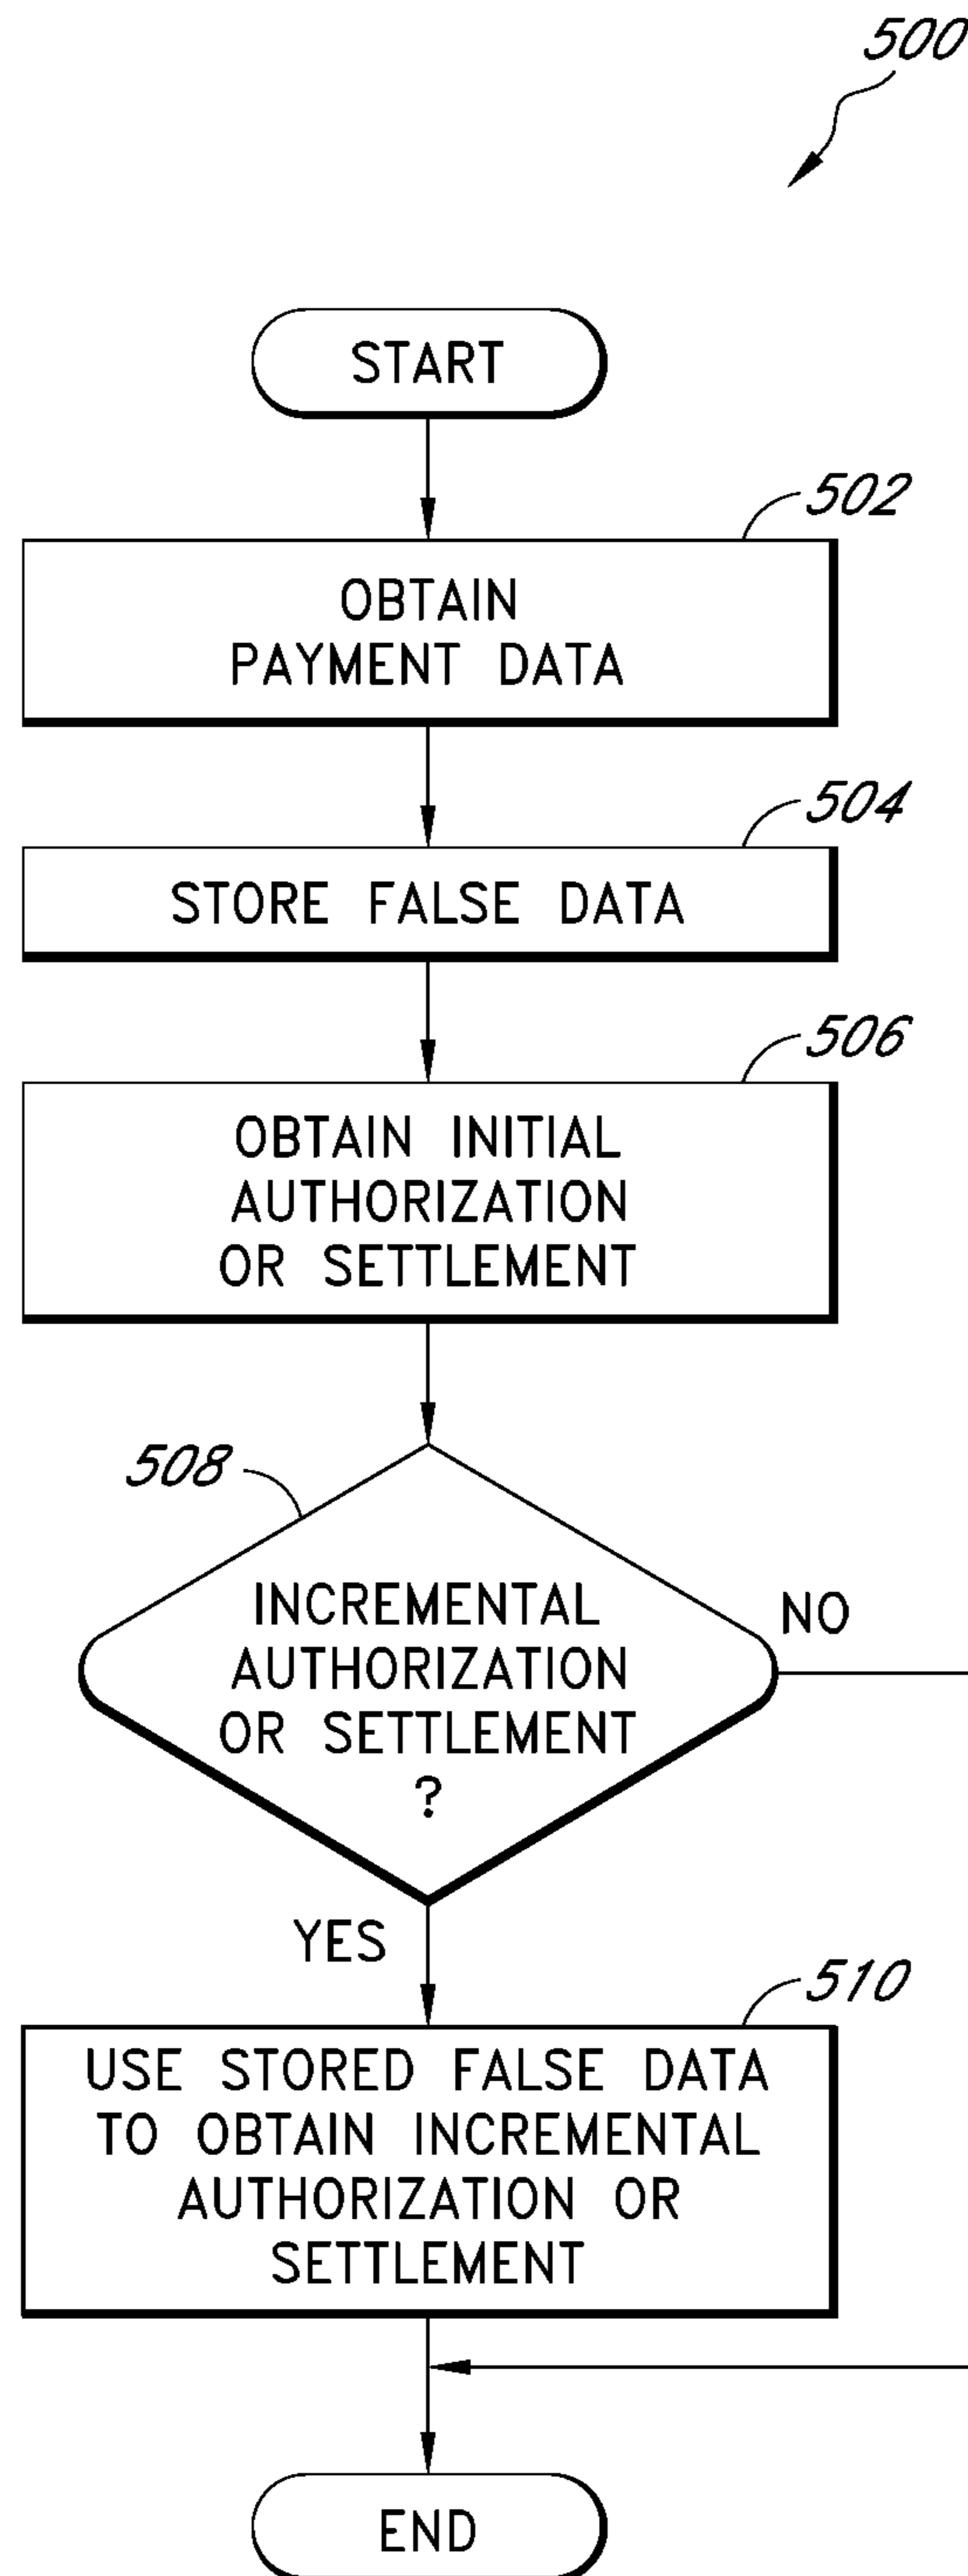 500
START
502
OBTAIN
PAYMENT DATA
504
STORE FALSE DATA
506
OBTAIN INITIAL
AUTHORIZATION
OR SETTLEMENT
508
INCREMENTAL
AUTHORIZATION
OR SETTLEMENT
?
NO
YES
510
USE STORED FALSE DATA
TO OBTAIN INCREMENTAL
AUTHORIZATION OR
SETTLEMENT
END